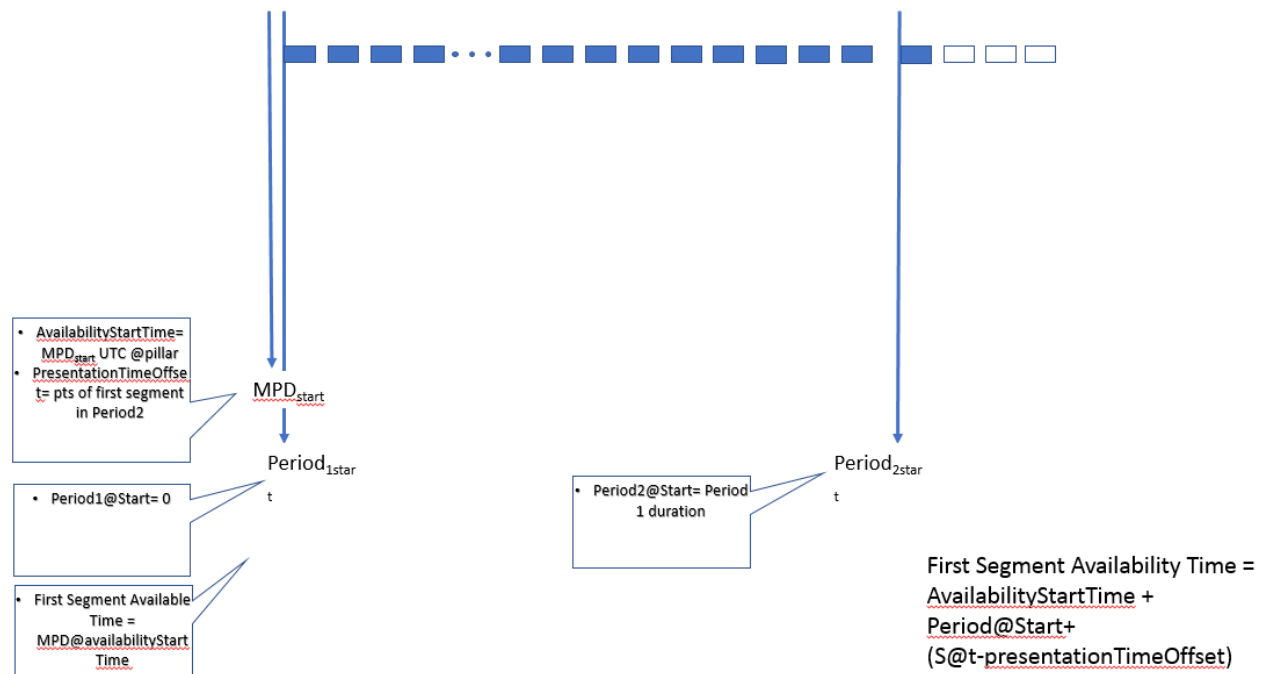 • AvailabilityStartTime=
MPDstart UTC @pillar
• PresentationTimeOffse
t= pts of first segment
in Period2
MPDstart
Period1star
t
• Period1@Start= 0
• First Segment Available
Time =
MPD@availabilityStart
Time
Period2star
t
• Period2@Start= Period
1 duration
First Segment Availability Time =
AvailabilityStartTime +
Period@Start+
(S@t-presentationTimeOffset)